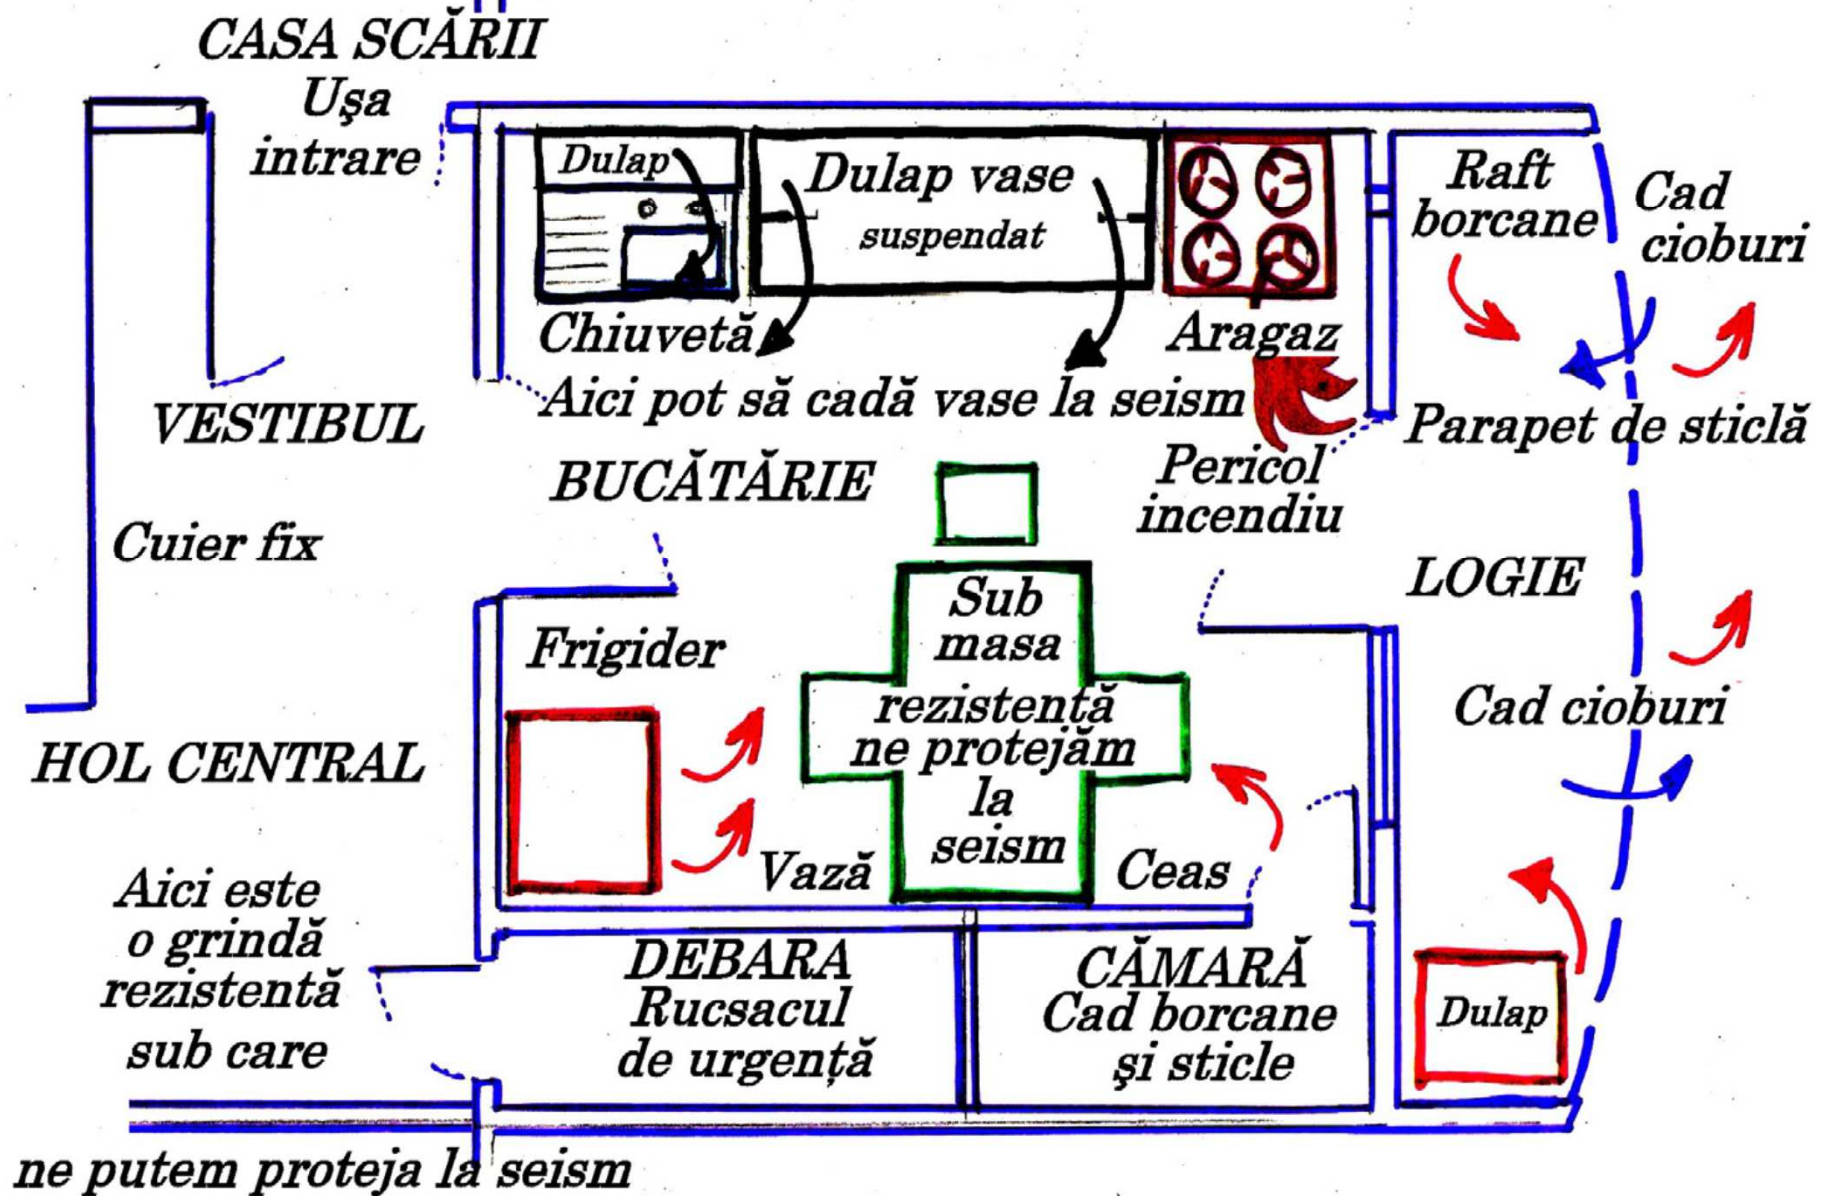 CASA SCĂRII
Uşa
intrare
Dulap
Dulap vase
suspendat
Raft
borcane
Cad
cioburi
Chiuvetă
Aragaz
Aici pot să cadă vase la seism
VESTIBUL
Parapet de sticlă
BUCĂTĂRIE
Pericol
incendiu
Cuier fix
LOGIE
Sub
masa
rezistentă
ne protejăm
la
seism
Frigider
Cad cioburi
HOL CENTRAL
Vază
Ceas
Aici este
o grindă
rezistentă
sub care
ne putem proteja la seism
DEBARA
Rucsacul
de urgență
CĂMARĂ
Cad borcane
şi sticle
Dulap